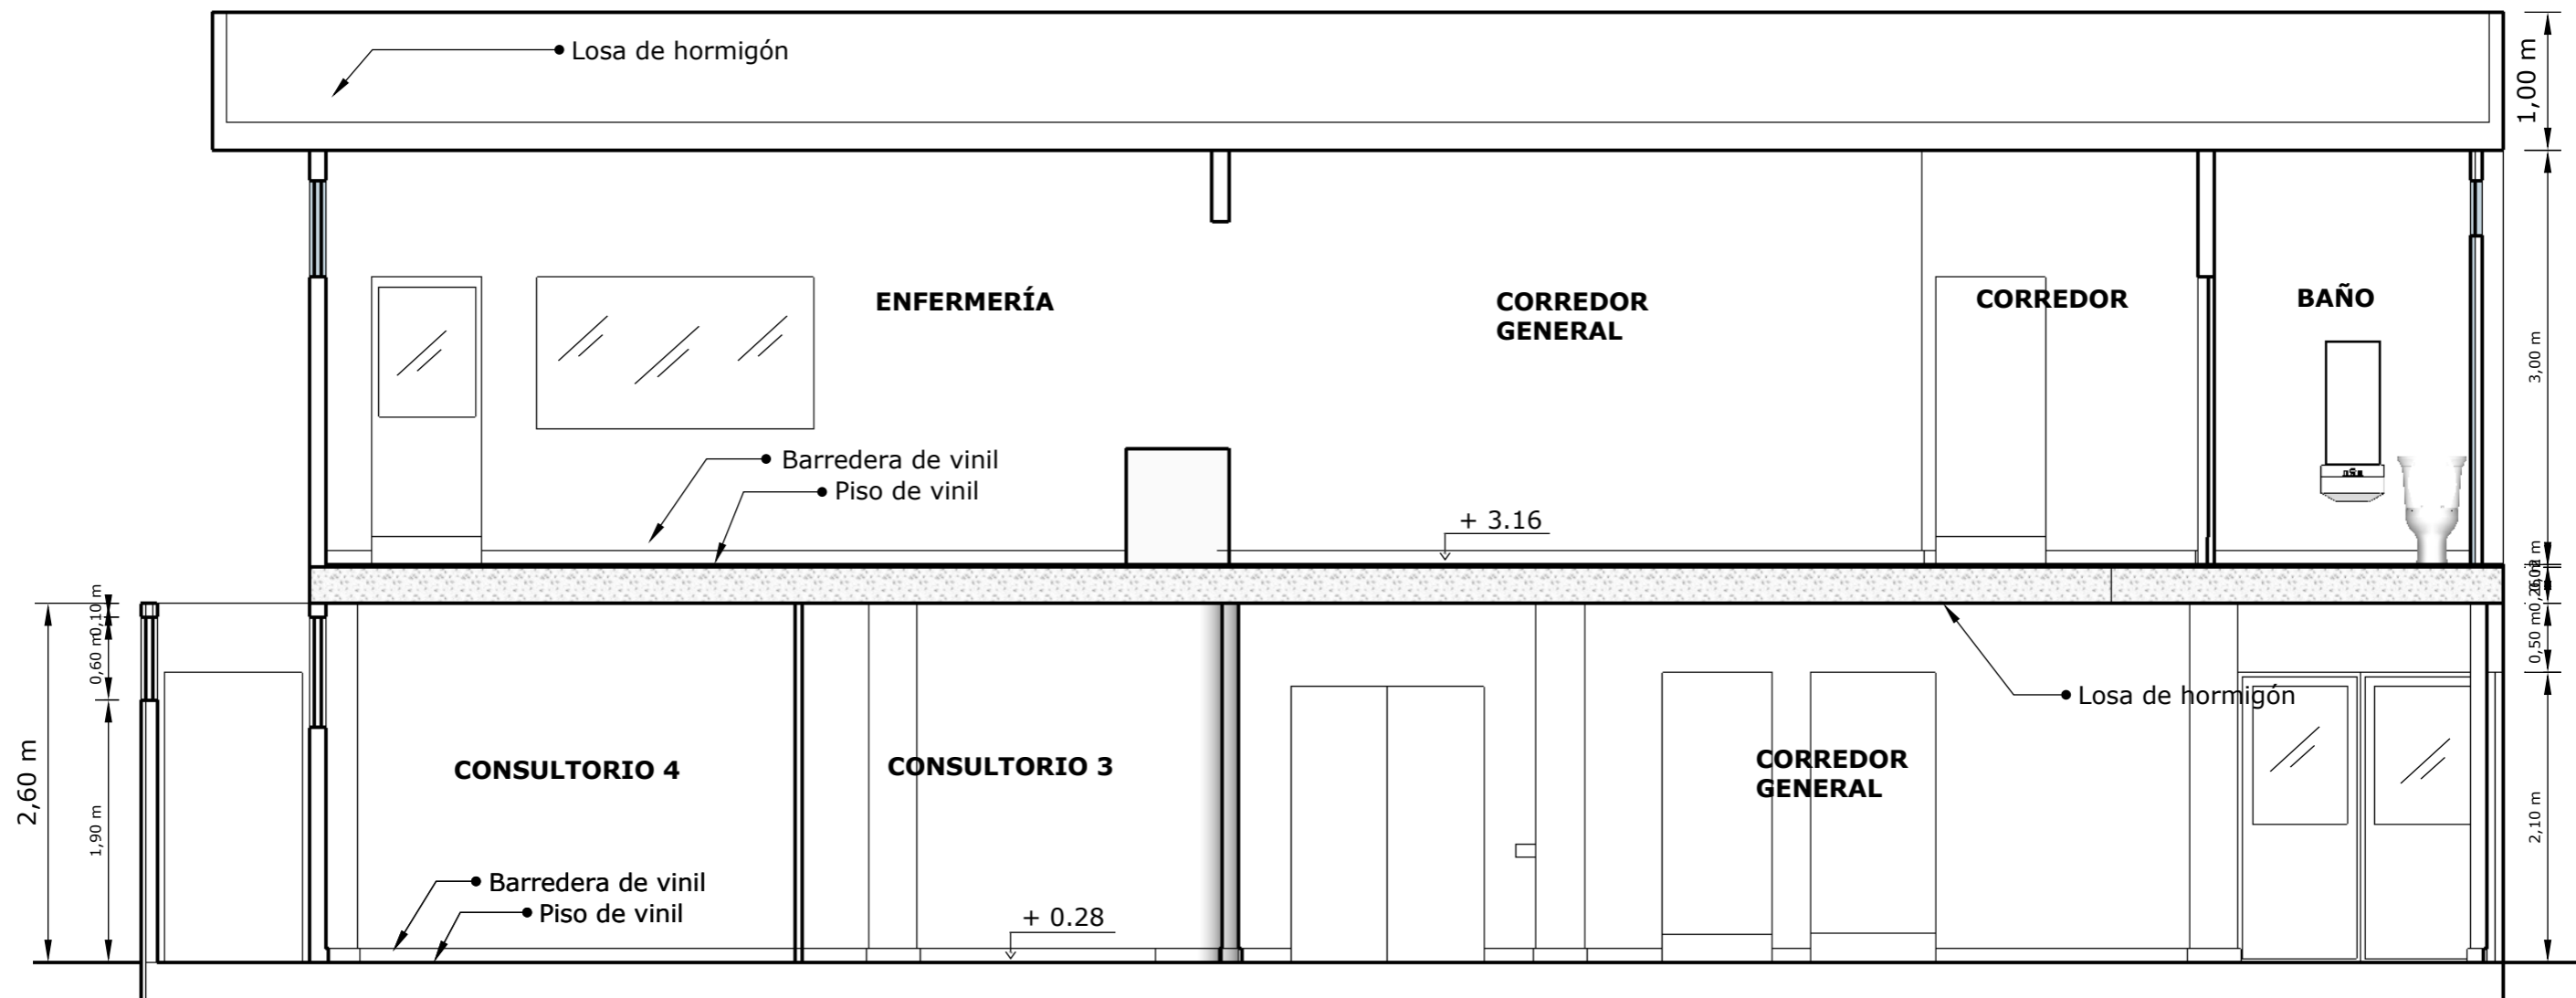 Losa de hormigón
1,00 m
ENFERMERÍA
CORREDOR
GENERAL
CORREDOR
BAÑO
3,00 m
Barredera de vinil
Piso de vinil
+ 3.16
0,10 m
0,60 m
1,90 m
2,60 m
0,50 m
2,10 m
Losa de hormigón
CONSULTORIO 4
CONSULTORIO 3
CORREDOR
GENERAL
Barredera de vinil
Piso de vinil
+ 0.28